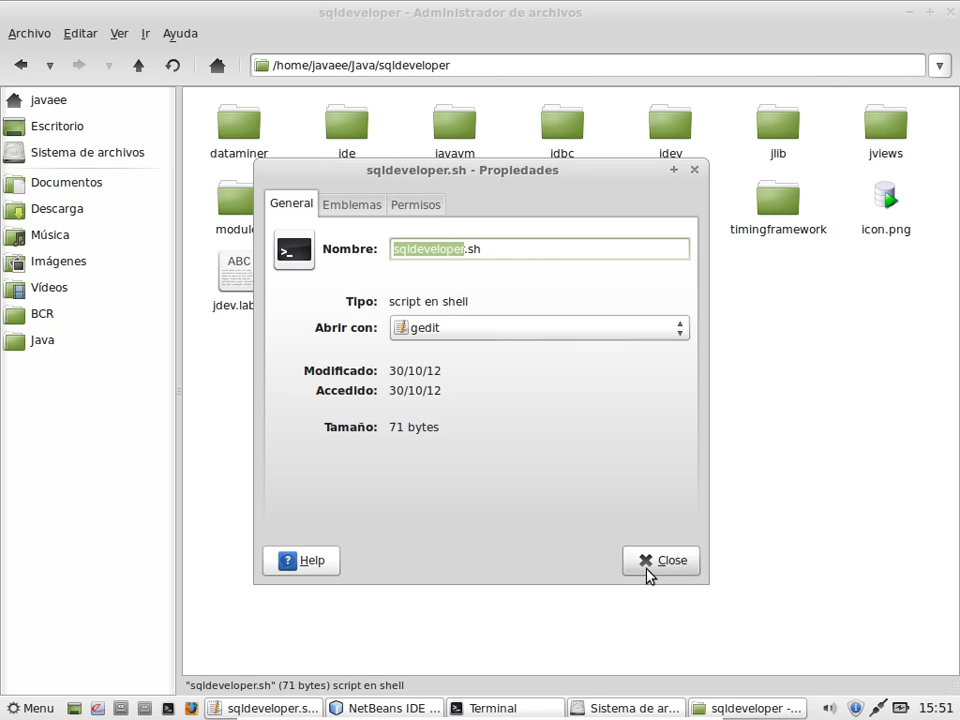 sqldeveloper - Administrador de archivos
Archivo Editar Ver Ir Ayuda
/home/javaee/Java/sqldeveloper
javaee
Escritorio
Sistema de archivos
Documentos
Descarga
Música
Imágenes
Vídeos
BCR
Java
dataminer ide javavm jdbc jdev jlib jviews
module timingframework icon.png
ABC
jdev.lab
sqldeveloper.sh - Propiedades
General Emblemas Permisos
>_
Nombre: sqldeveloper.sh
Tipo: script en shell
Abrir con: gedit
Modificado: 30/10/12
Accedido: 30/10/12
Tamaño: 71 bytes
? Help Close
"sqldeveloper.sh" (71 bytes) script en shell
Menu sqldeveloper.s... NetBeans IDE ... Terminal Sistema de ar... sqldeveloper -... 15:51